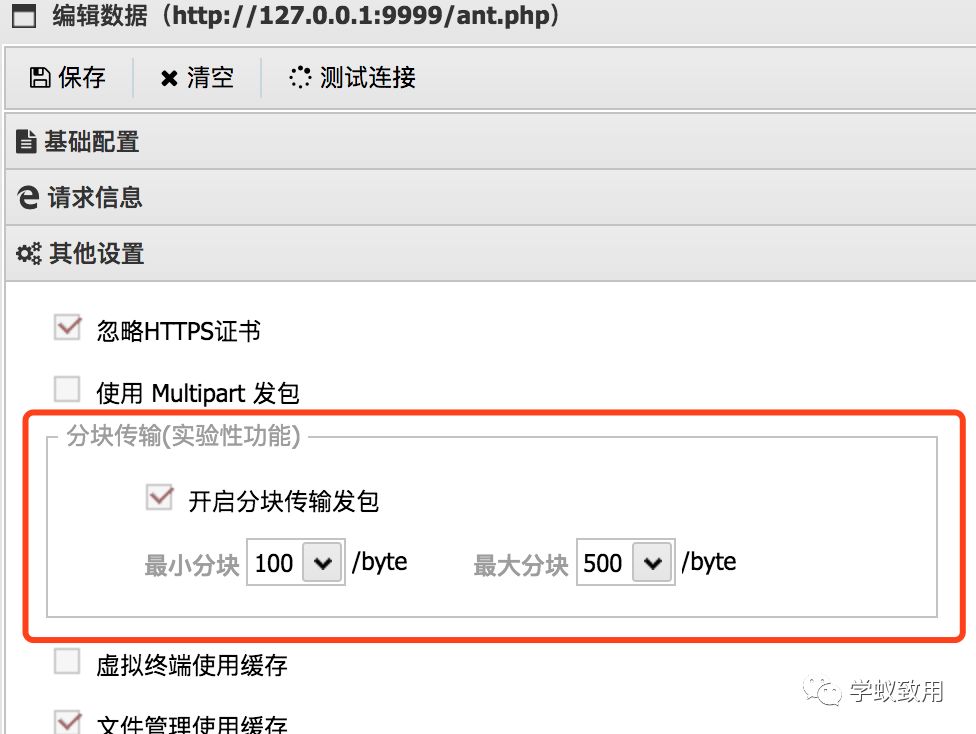 编辑数据（http://127.0.0.1:9999/ant.php）
保存 清空 测试连接
基础配置
请求信息
其他设置
忽略HTTPS证书
使用 Multipart 发包
分块传输(实验性功能)
开启分块传输发包
最小分块 100 /byte 最大分块 500 /byte
虚拟终端使用缓存
学蚁致用
文件管理使用缓存